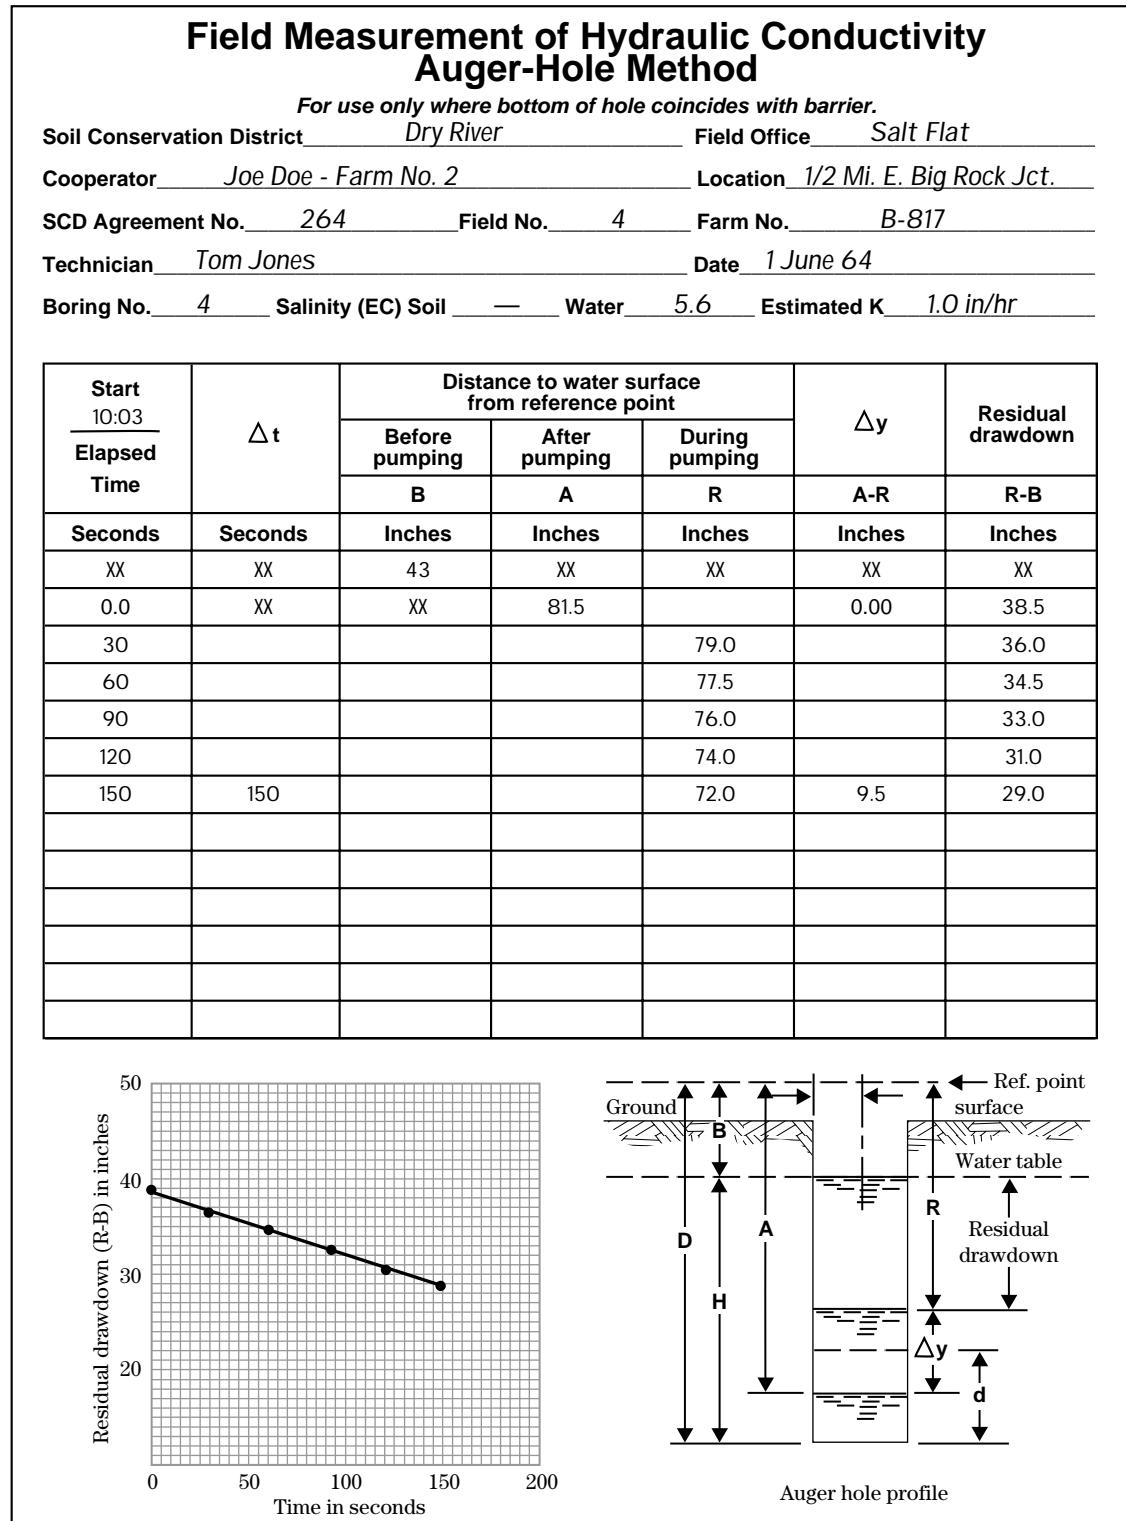 Field Measurement of Hydraulic Conductivity
Auger-Hole Method
For use only where bottom of hole coincides with barrier.
Soil Conservation District Dry River Field Office Salt Flat
Cooperator Joe Doe - Farm No. 2 Location 1/2 Mi. E. Big Rock Jct.
SCD Agreement No. 264 Field No. 4 Farm No. B-817
Technician Tom Jones Date 1 June 64
Boring No. 4 Salinity (EC) Soil — Water 5.6 Estimated K 1.0 in/hr
Start
10:03
Elapsed
Time
Δt
Distance to water surface
from reference point
Before
pumping
After
pumping
During
pumping
B A R
Δy
A-R
Residual
drawdown
R-B
Seconds Seconds Inches Inches Inches Inches Inches
XX XX 43 XX XX XX XX
0.0 XX XX 81.5 0.00 38.5
30 79.0 36.0
60 77.5 34.5
90 76.0 33.0
120 74.0 31.0
150 150 72.0 9.5 29.0
Residual drawdown (R-B) in inches
50
40
30
20
0 50 100 150 200
Time in seconds
Ref. point
Ground surface
B
Water table
R
D A
Residual
drawdown
H
Δy
d
Auger hole profile